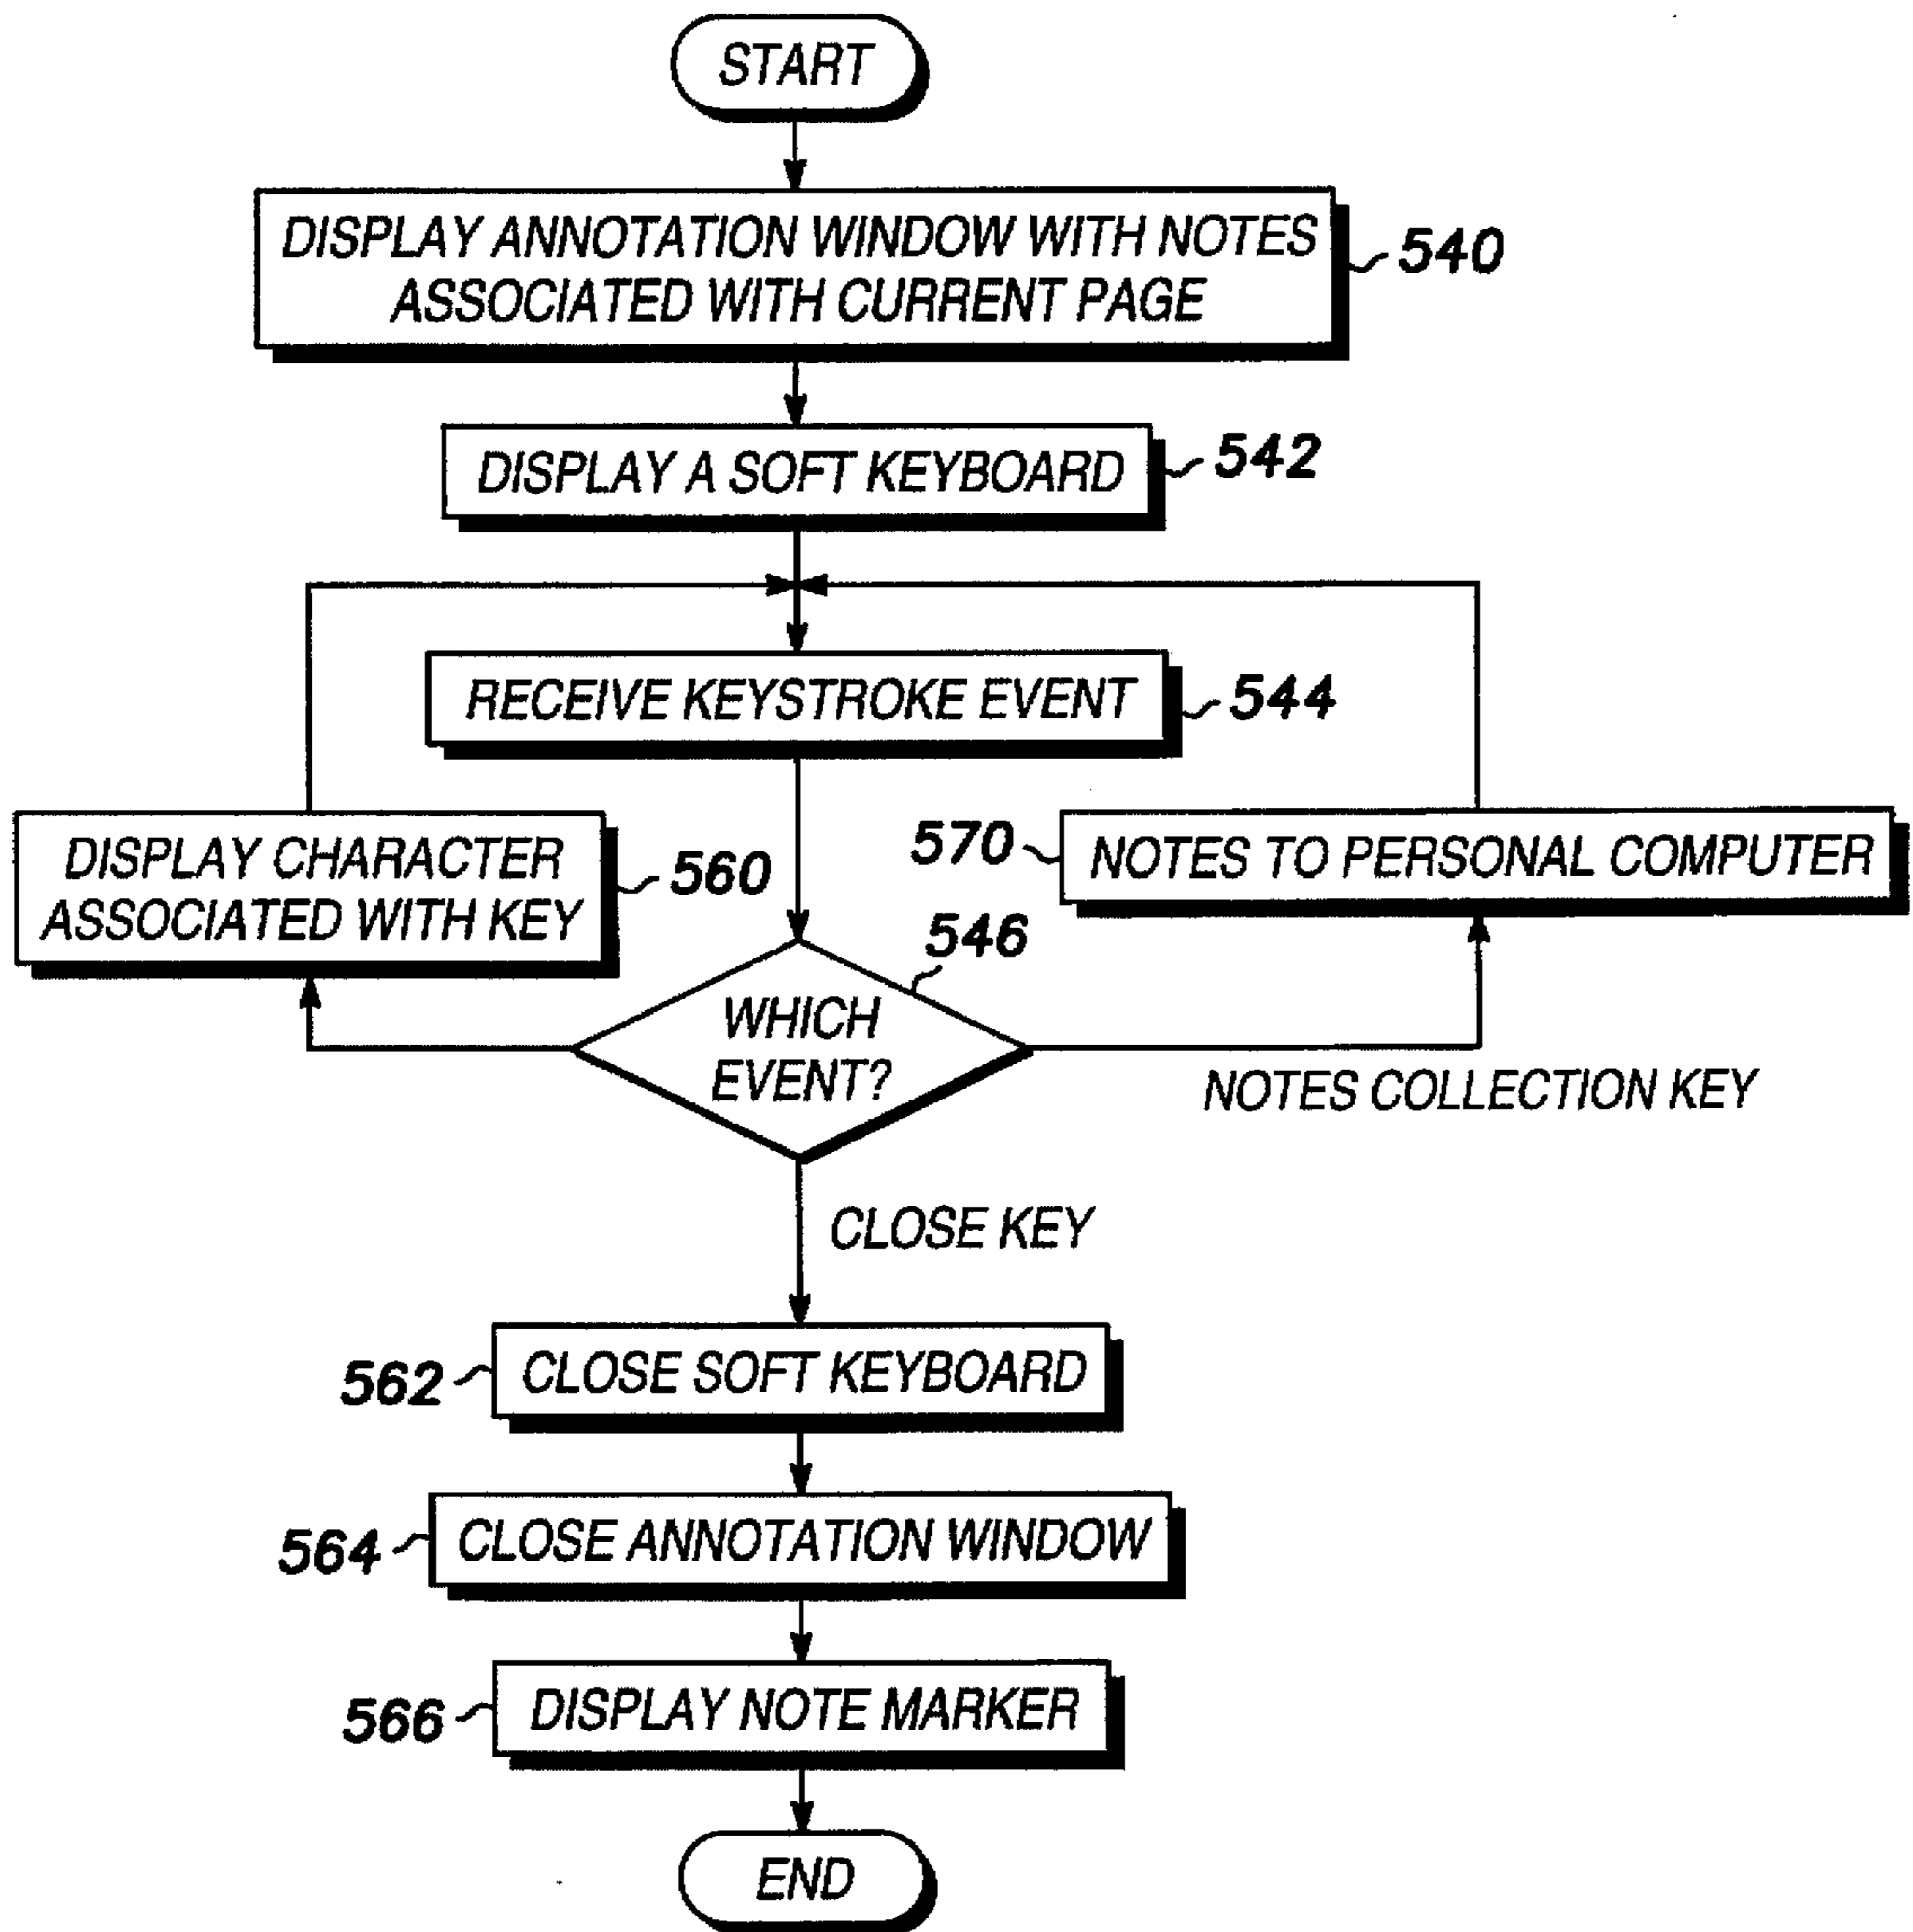 START
DISPLAY ANNOTATION WINDOW WITH NOTES
ASSOCIATED WITH CURRENT PAGE
540
DISPLAY A SOFT KEYBOARD
542
RECEIVE KEYSTROKE EVENT
544
DISPLAY CHARACTER
ASSOCIATED WITH KEY
560
570
NOTES TO PERSONAL COMPUTER
546
WHICH
EVENT?
NOTES COLLECTION KEY
CLOSE KEY
562
CLOSE SOFT KEYBOARD
564
CLOSE ANNOTATION WINDOW
566
DISPLAY NOTE MARKER
END